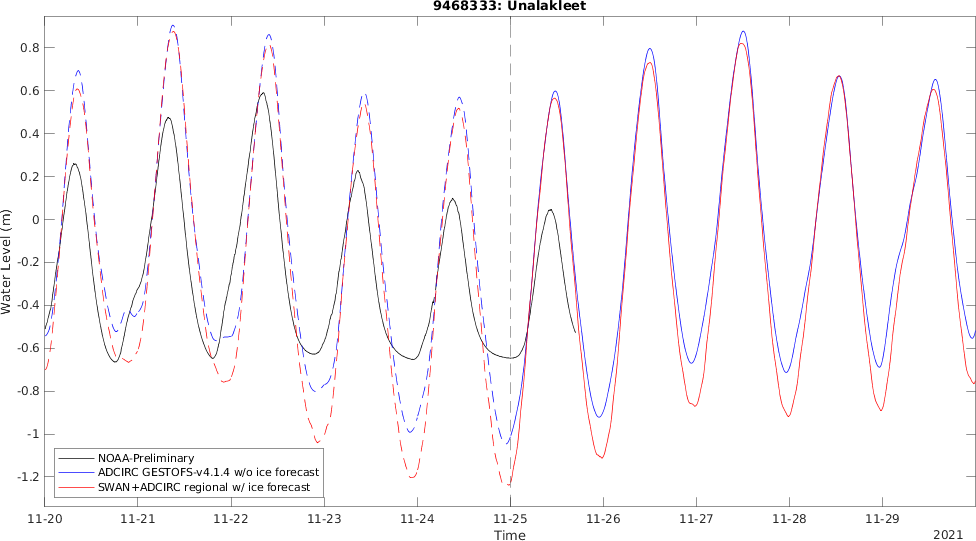 9468333: Unalakleet
0.8
0.6
0.4
0.2
0
-0.2
-0.4
-0.6
-0.8
-1
-1.2
Water Level (m)
NOAA-Preliminary
ADCIRC GESTOFS-v4.1.4 w/o ice forecast
SWAN+ADCIRC regional w/ ice forecast
11-20 11-21 11-22 11-23 11-24 11-25 11-26 11-27 11-28 11-29
Time
2021